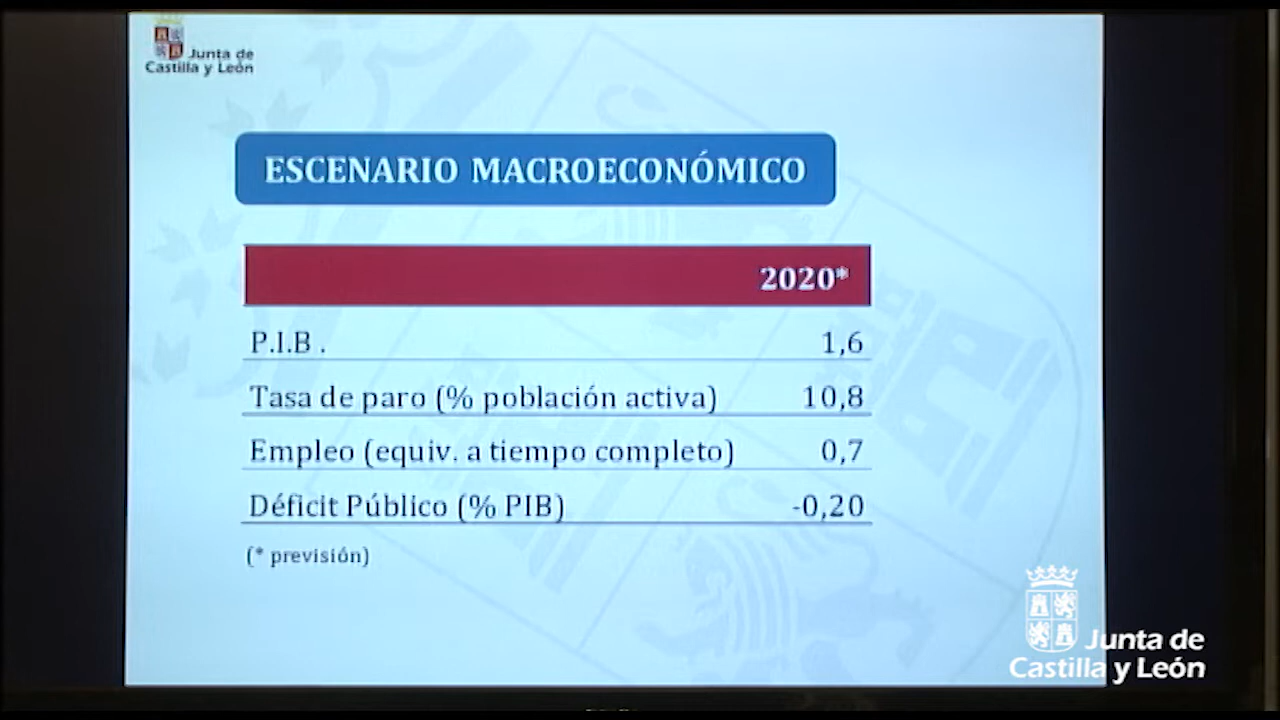 Junta de
Castilla y León
ESCENARIO MACROECONÓMICO
2020*
P.I.B. 1,6
Tasa de paro (% población activa) 10,8
Empleo (equiv. a tiempo completo) 0,7
Déficit Público (% PIB) -0,20
(* previsión)
Junta de
Castilla y León